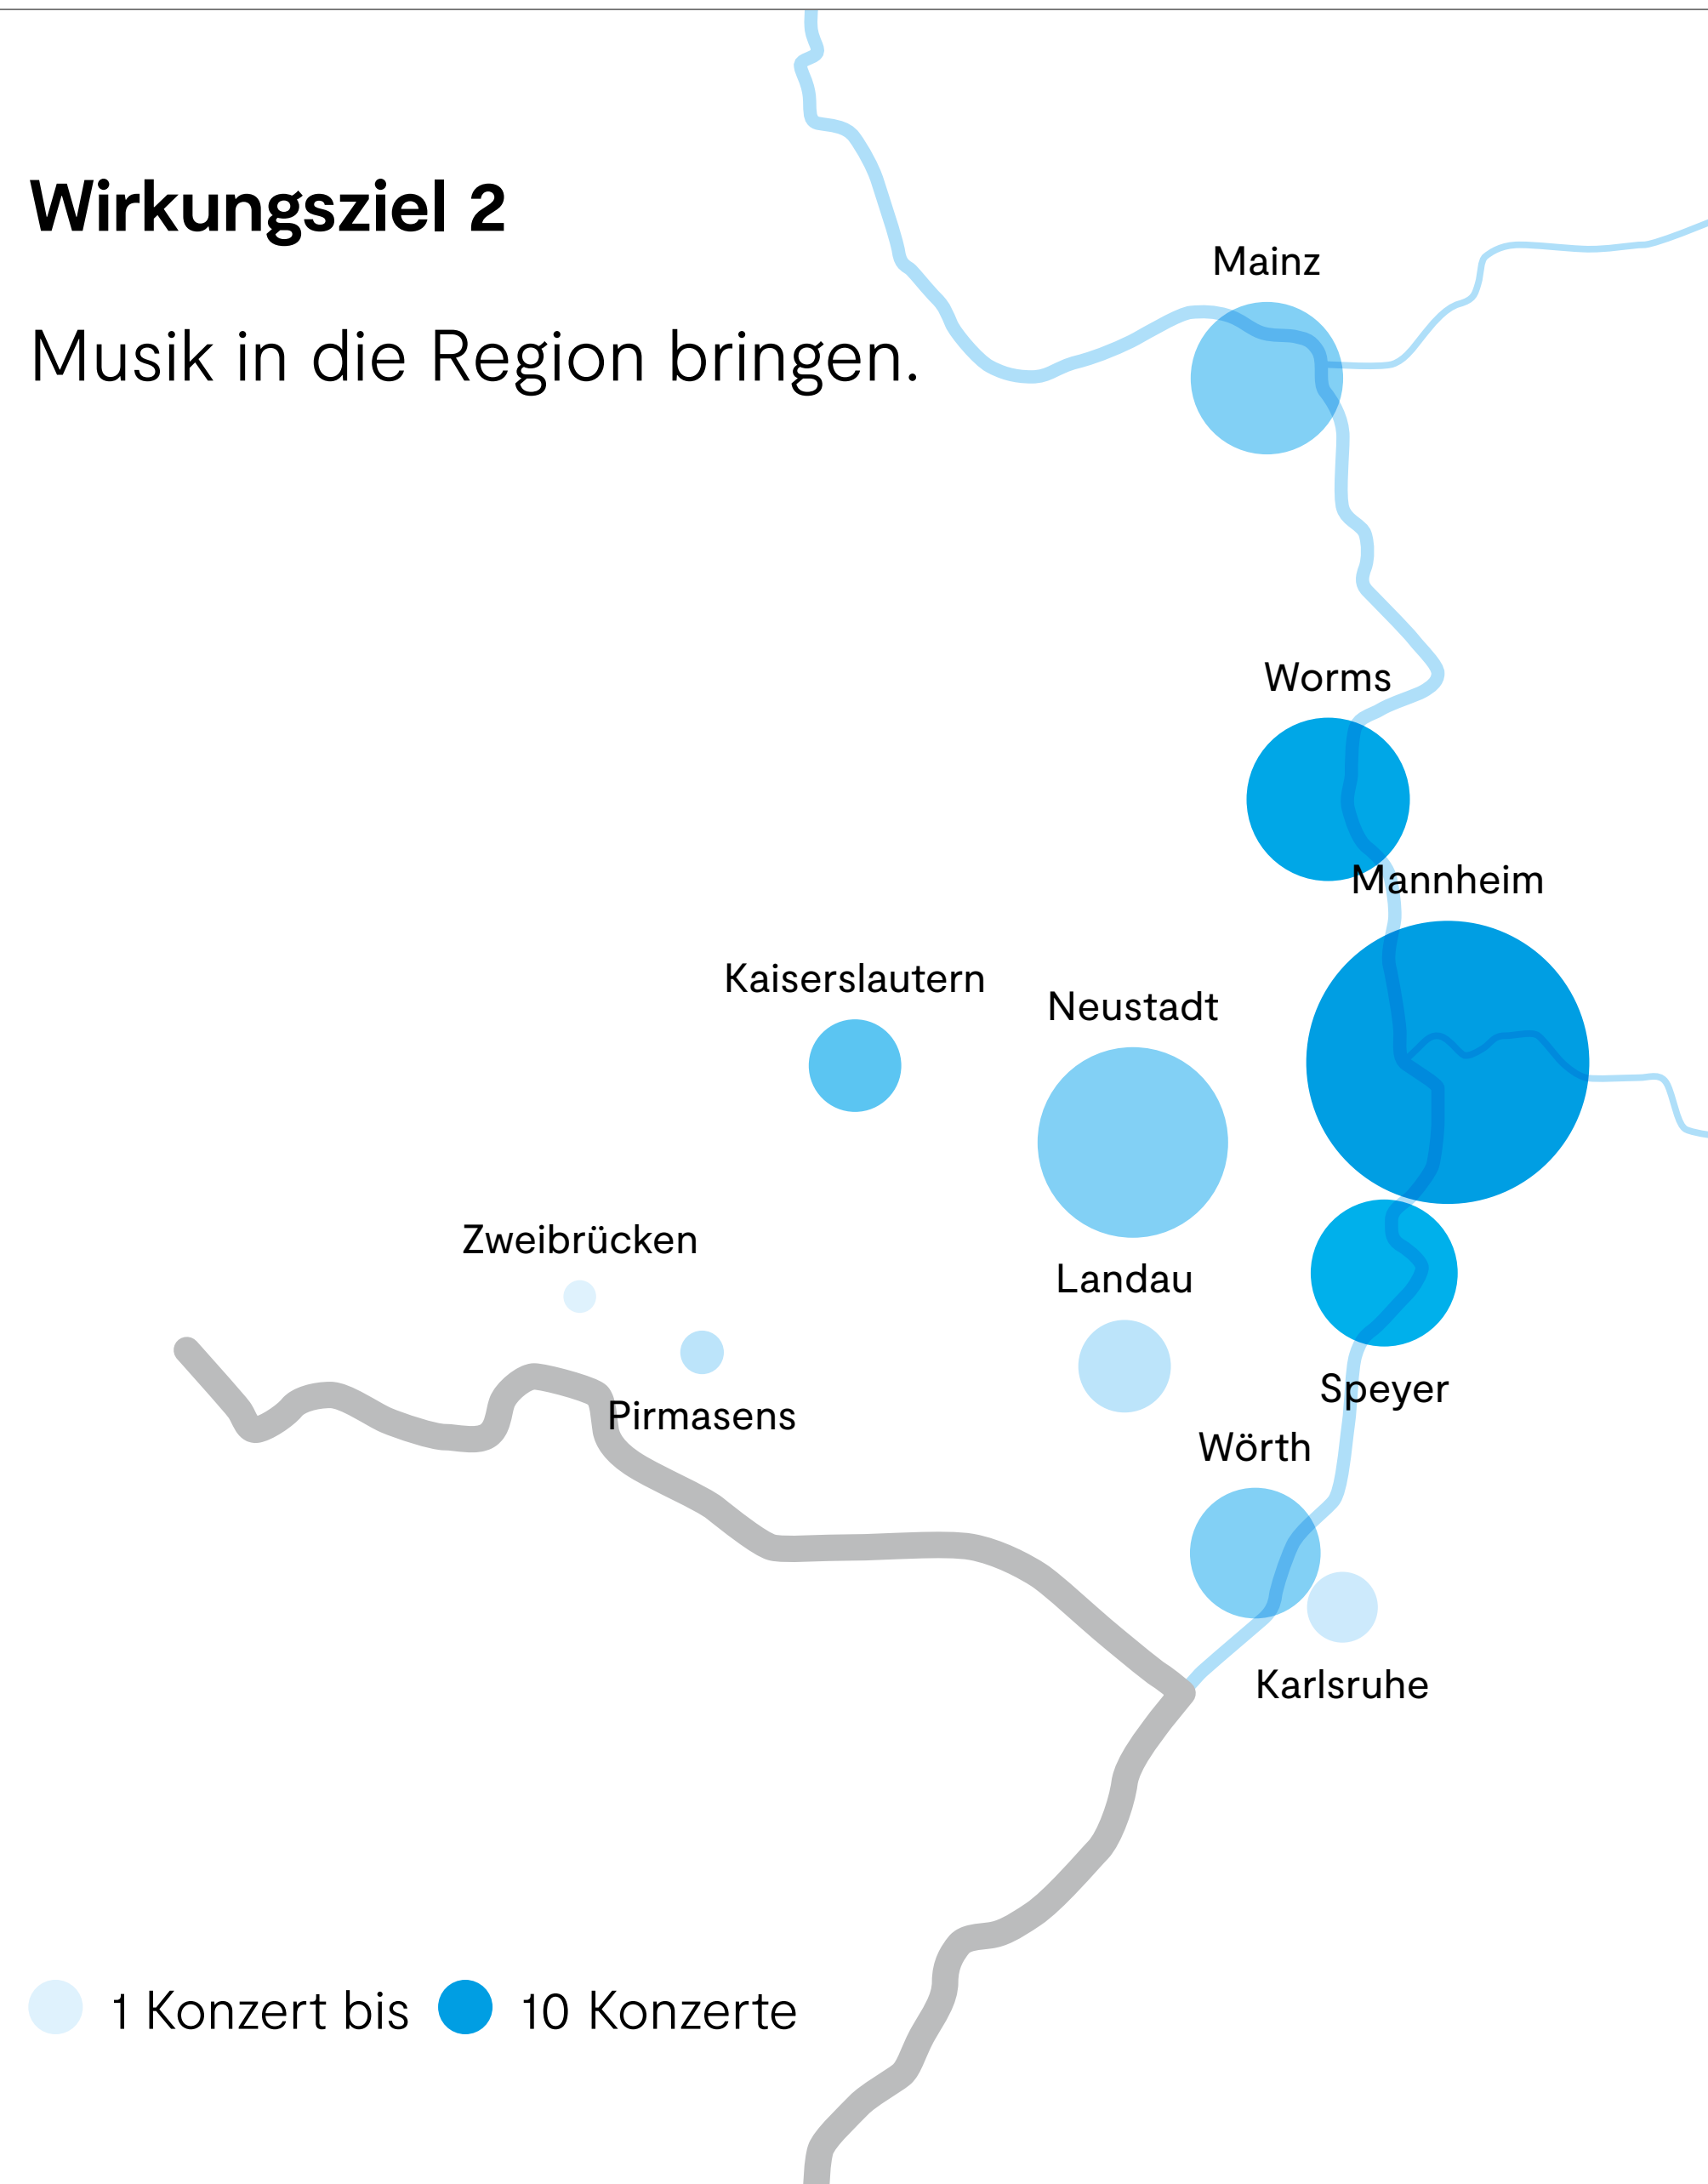 Wirkungsziel 2
Musik in die Region bringen.
Mainz
Worms
Mannheim
Kaiserslautern
Neustadt
Zweibrücken
Landau
Speyer
Pirmasens
Wörth
Karlsruhe
1 Konzert bis 10 Konzerte